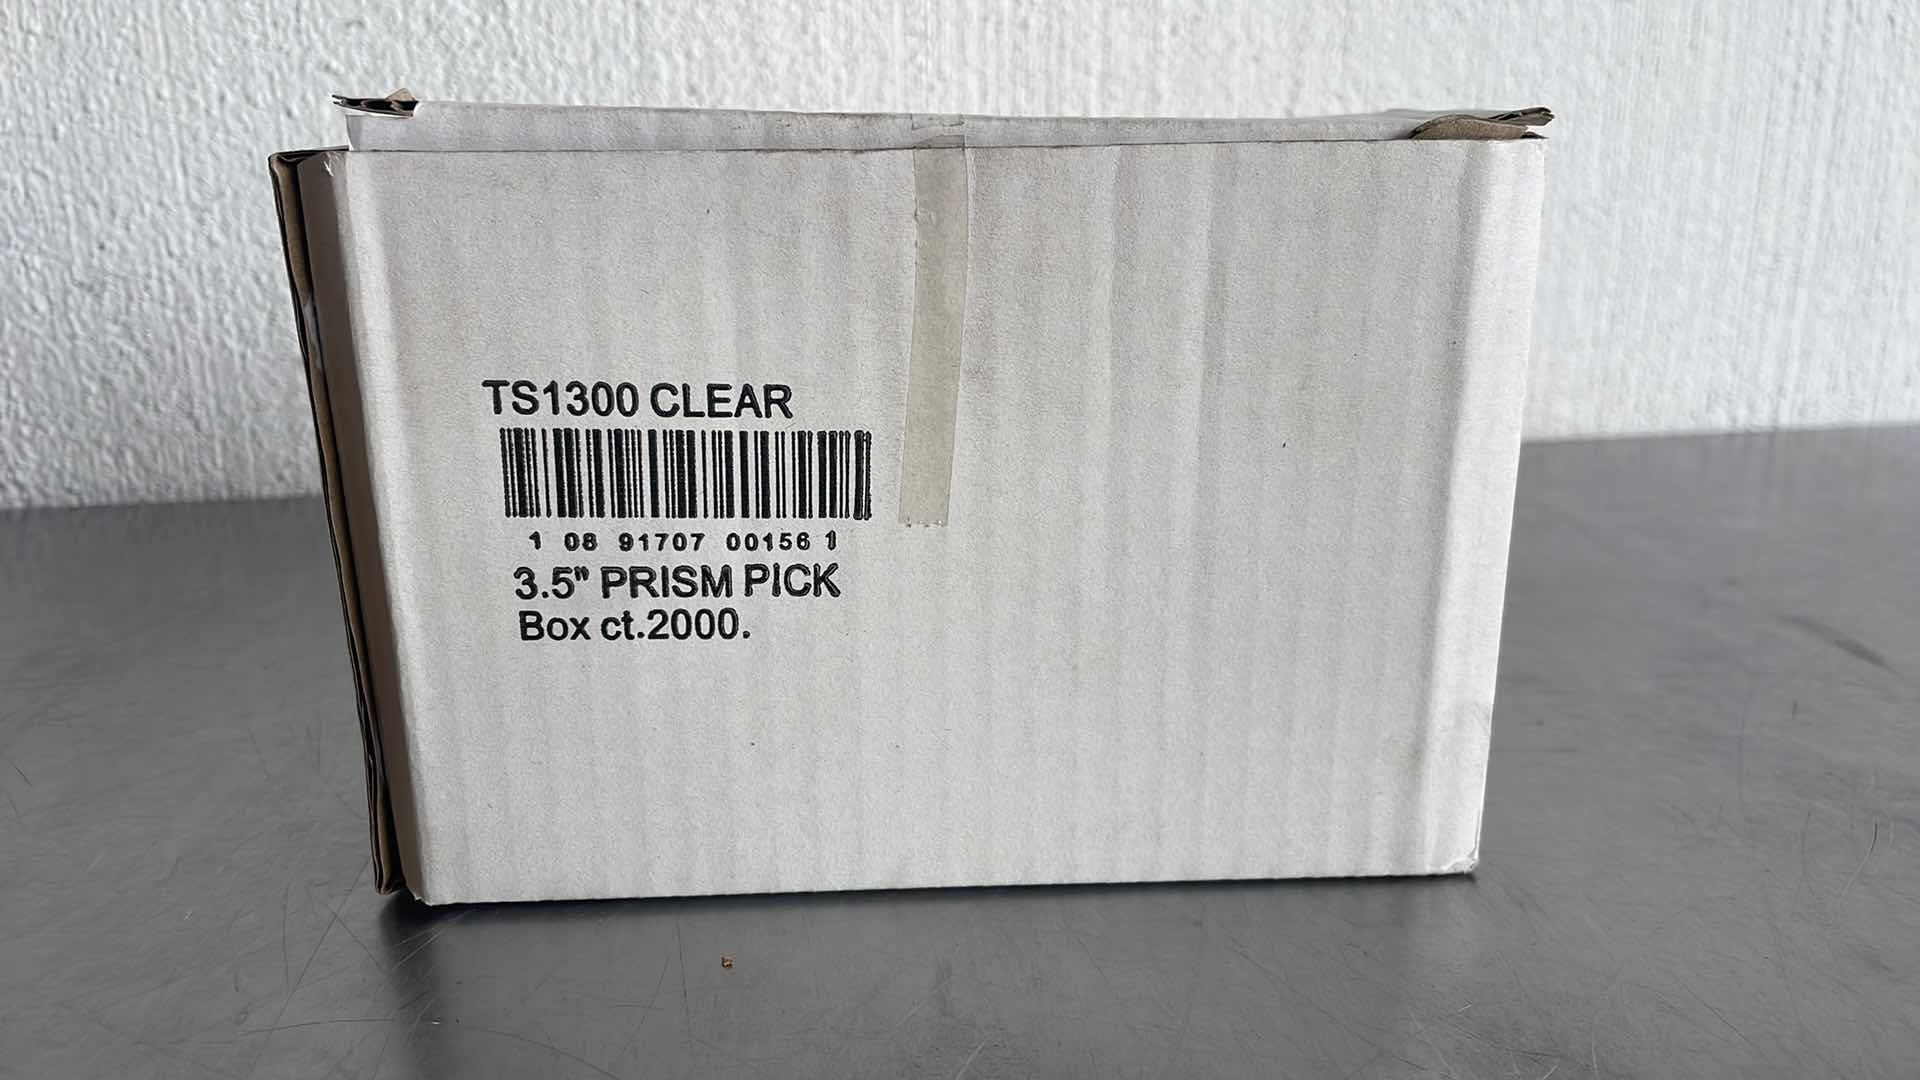 TS1300 CLEAR
1 08 91707 00156 1
3.5" PRISM PICK
Box ct.2000.